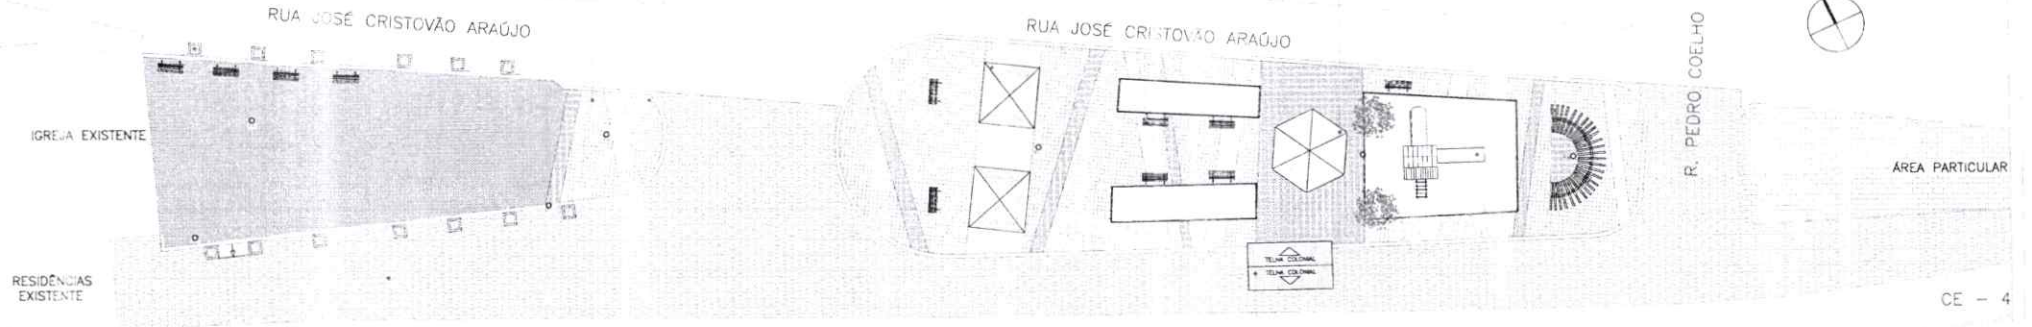 RUA JOSÉ CRISTOVÃO ARAÚJO
RUA JOSÉ CRISTOVÃO ARAÚJO
R. PEDRO COELHO
IGREJA EXISTENTE
ÁREA PARTICULAR
TELHA COLONIAL
TELHA COLONIAL
RESIDÊNCIAS
EXISTENTE
CE - 4